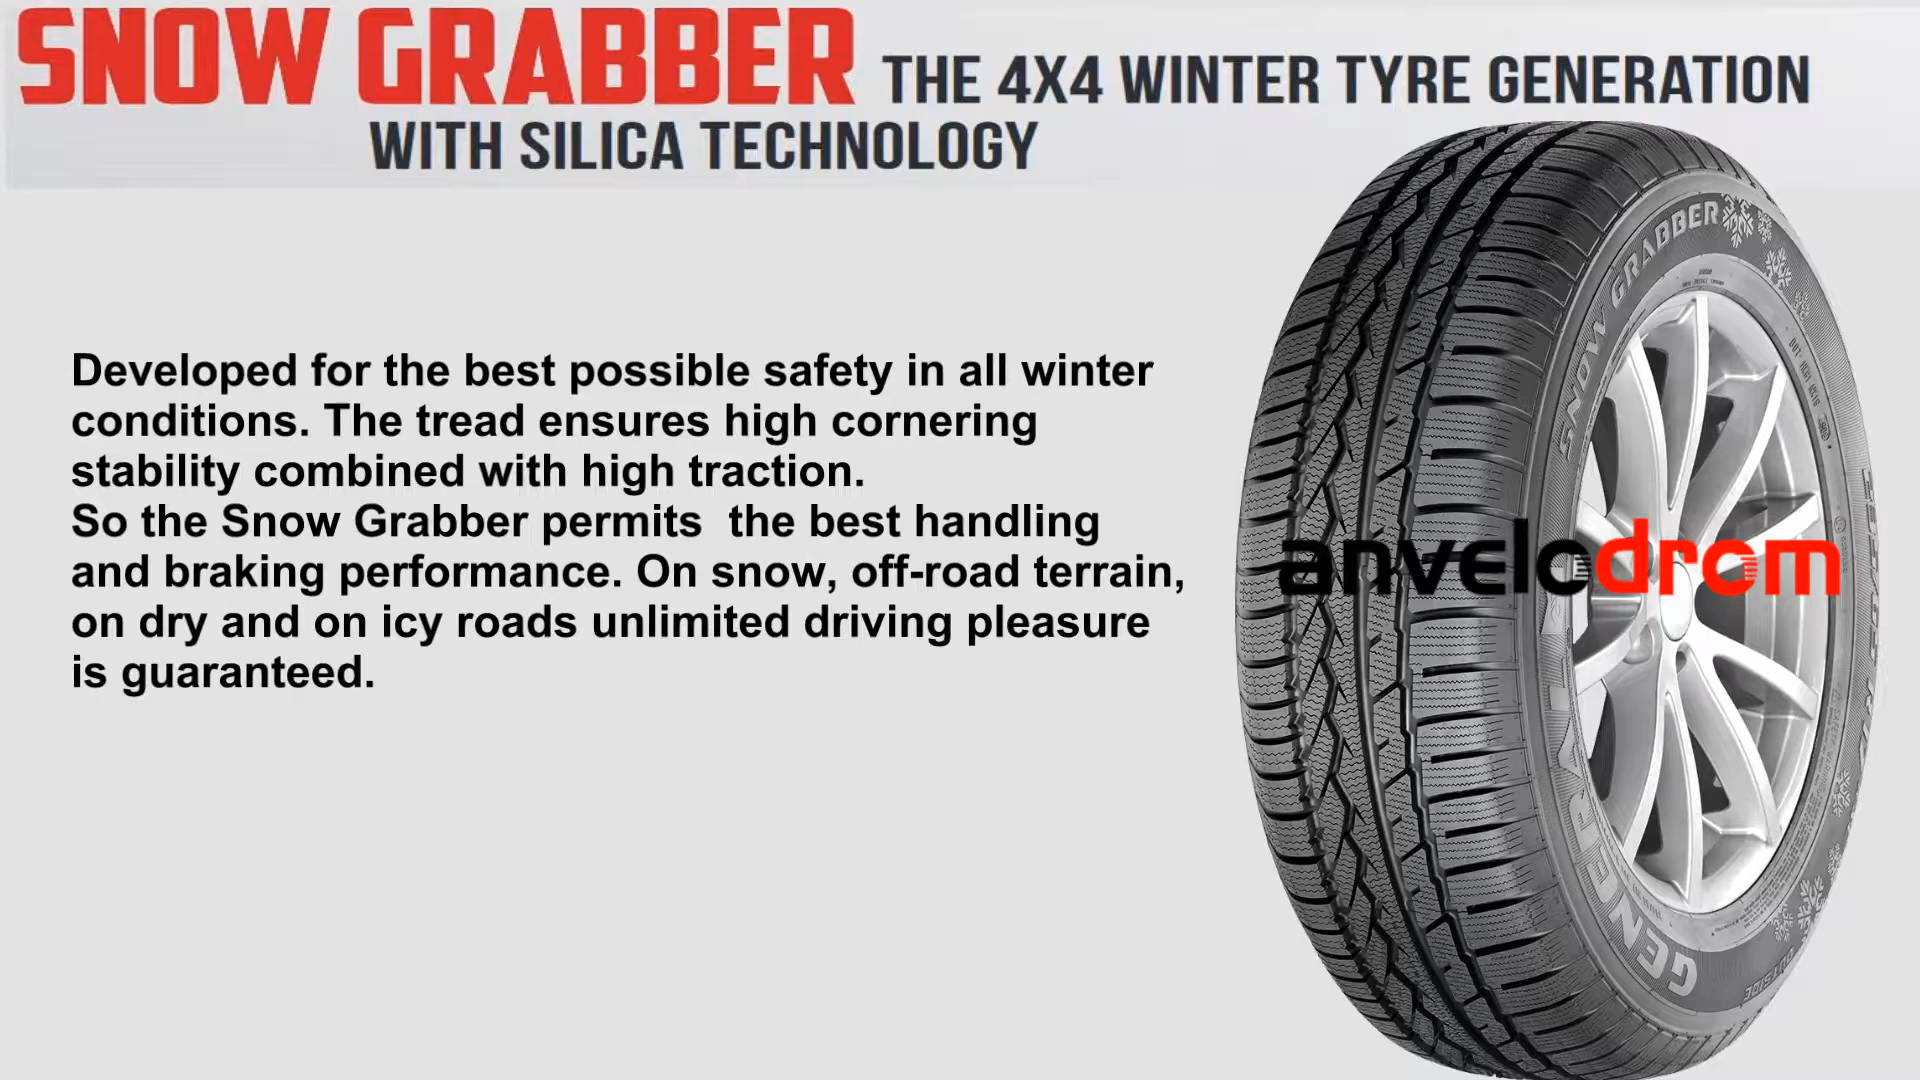 SNOW GRABBER THE 4X4 WINTER TYRE GENERATION
WITH SILICA TECHNOLOGY
Developed for the best possible safety in all winter
conditions. The tread ensures high cornering
stability combined with high traction.
So the Snow Grabber permits  the best handling
and braking performance. On snow, off-road terrain,
on dry and on icy roads unlimited driving pleasure
is guaranteed.
anvelodrom
SNOW GRABBER
GENERAL
OUTSIDE